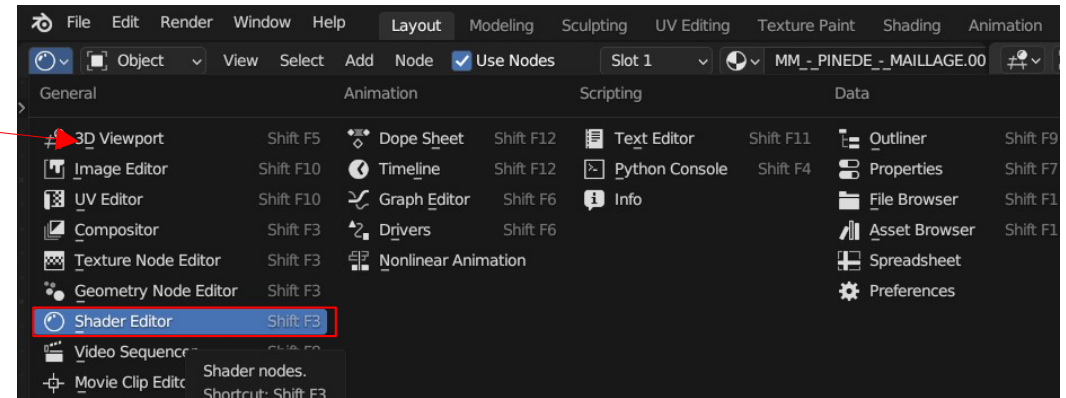 File Edit Render Window Help Layout Modeling Sculpting UV Editing Texture Paint Shading Animation
Object View Select Add Node Use Nodes Slot 1 MM_-_PINEDE_-_MAILLAGE.00
General Animation Scripting Data
3D Viewport Shift F5 Dope Sheet Shift F12 Text Editor Shift F11 Outliner Shift F9
Image Editor Shift F10 Timeline Shift F12 Python Console Shift F4 Properties Shift F7
UV Editor Shift F10 Graph Editor Shift F6 Info File Browser Shift F1
Compositor Shift F3 Drivers Shift F6 Asset Browser Shift F1
Texture Node Editor Shift F3 Nonlinear Animation Spreadsheet
Geometry Node Editor Shift F3 Preferences
Shader Editor Shift F3
Video Sequencer
Movie Clip Edito
Shader nodes.
Shortcut: Shift F3